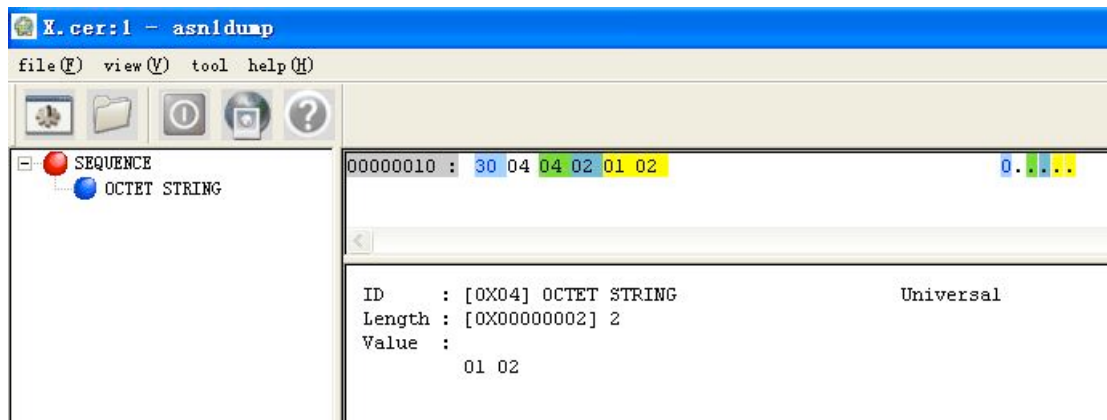 X.cer:1 - asn1dump
file(F) view(V) tool help(H)
SEQUENCE
OCTET STRING
00000010 : 30 04 04 02 01 02 0.....
ID : [0X04] OCTET STRING Universal
Length : [0X00000002] 2
Value :
01 02